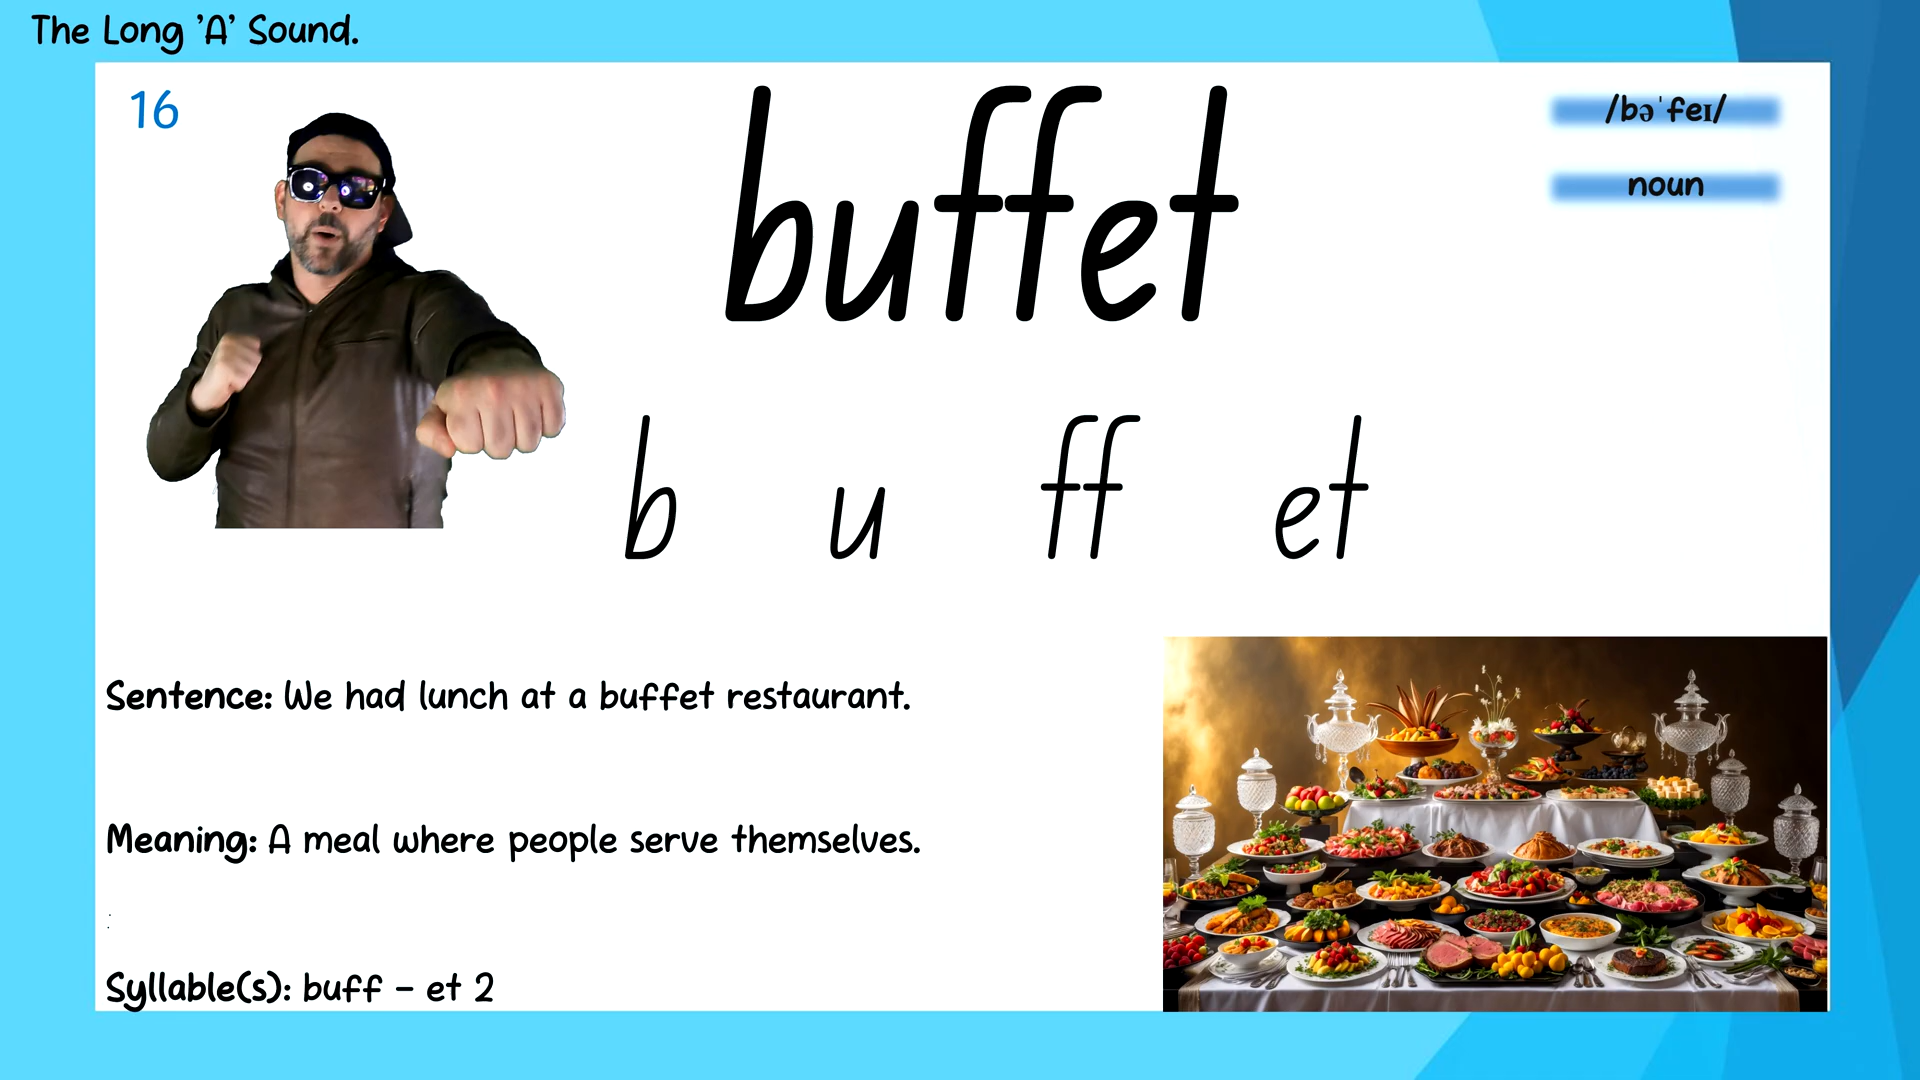 The Long 'A' Sound.
16
buffet
/bəˈfeɪ/
noun
b u ff et
Sentence: We had lunch at a buffet restaurant.
Meaning: A meal where people serve themselves.
Syllable(s): buff - et 2